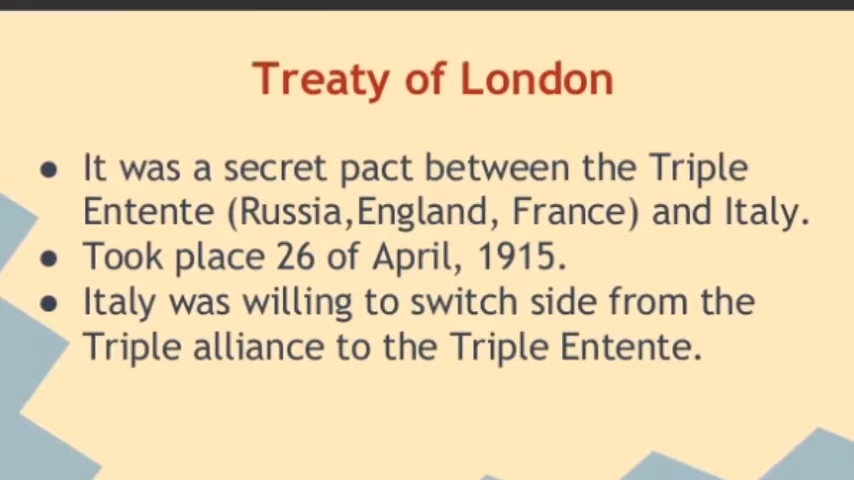 Treaty of London
● It was a secret pact between the Triple
Entente (Russia,England, France) and Italy.
● Took place 26 of April, 1915.
● Italy was willing to switch side from the
Triple alliance to the Triple Entente.